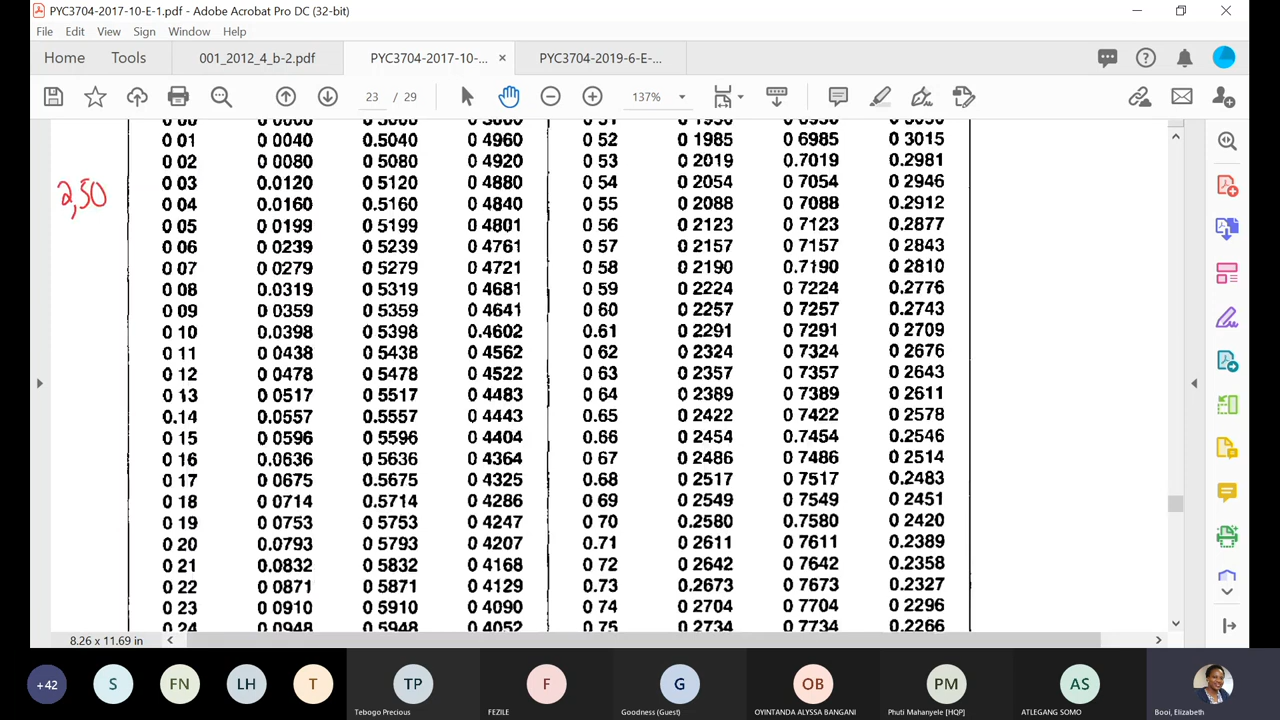 PYC3704-2017-10-E-1.pdf - Adobe Acrobat Pro DC (32-bit)
File Edit View Sign Window Help
Home Tools 001_2012_4_b-2.pdf PYC3704-2017-10-... × PYC3704-2019-6-E-...
23 / 29 137%
0 01 0 0040 0.5040 0 4960 0 52 0 1985 0 6985 0 3015
0 02 0 0080 0 5080 0 4920 0 53 0 2019 0.7019 0.2981
0 03 0.0120 0 5120 0 4880 0 54 0 2054 0 7054 0 2946
2,50
0 04 0.0160 0.5160 0 4840 0 55 0 2088 0 7088 0.2912
0 05 0.0199 0 5199 0 4801 0 56 0 2123 0 7123 0.2877
0 06 0 0239 0 5239 0 4761 0 57 0 2157 0 7157 0 2843
0 07 0 0279 0 5279 0 4721 0 58 0 2190 0.7190 0 2810
0 08 0 0319 0 5319 0 4681 0 59 0 2224 0 7224 0.2776
0 09 0 0359 0 5359 0 4641 0 60 0 2257 0 7257 0.2743
0 10 0.0398 0 5398 0.4602 0.61 0 2291 0 7291 0 2709
0 11 0 0438 0 5438 0 4562 0 62 0 2324 0 7324 0 2676
0 12 0 0478 0 5478 0 4522 0 63 0 2357 0 7357 0 2643
0 13 0 0517 0 5517 0 4483 0 64 0 2389 0 7389 0 2611
0.14 0 0557 0.5557 0 4443 0.65 0 2422 0 7422 0 2578
0 15 0 0596 0 5596 0 4404 0.66 0 2454 0.7454 0 2546
0 16 0.0636 0 5636 0 4364 0 67 0 2486 0 7486 0 2514
0 17 0 0675 0.5675 0 4325 0.68 0 2517 0 7517 0.2483
0 18 0 0714 0.5714 0 4286 0 69 0 2549 0 7549 0 2451
0 19 0 0753 0 5753 0 4247 0 70 0.2580 0.7580 0 2420
0 20 0.0793 0 5793 0 4207 0.71 0 2611 0 7611 0.2389
0 21 0.0832 0 5832 0 4168 0 72 0 2642 0 7642 0.2358
0 22 0 0871 0 5871 0 4129 0.73 0.2673 0 7673 0.2327
0 23 0 0910 0 5910 0 4090 0 74 0 2704 0 7704 0 2296
0 24 0 0948 0 5948 0 4052 0 75 0 2734 0 7734 0 2266
8.26 x 11.69 in
+42 S FN LH T TP F G OB PM AS
Tebogo Precious FEZILE Goodness (Guest) OYINTANDA ALYSSA BANGANI Phuti Mahanyele [HQP] ATLEGANG SOMO Booi, Elizabeth